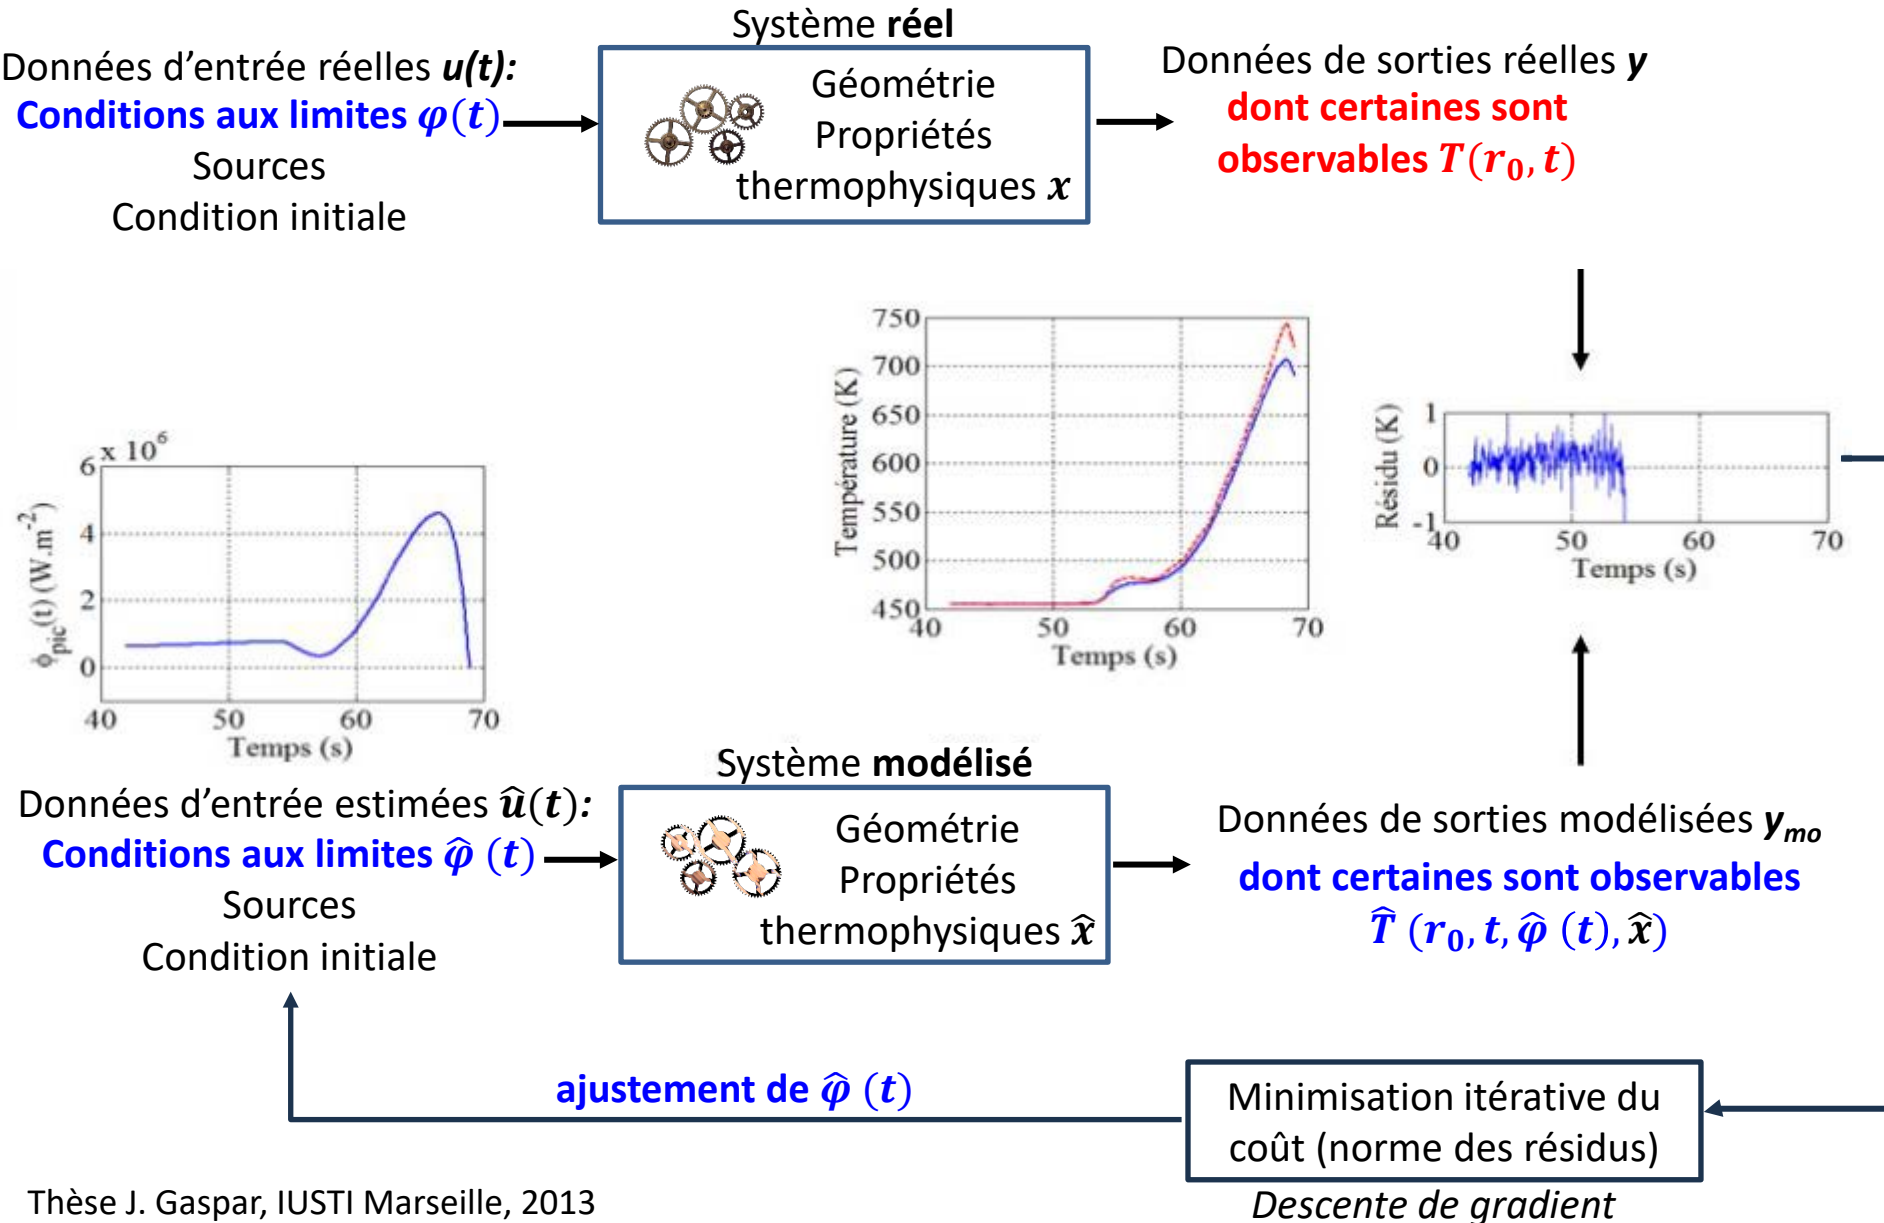 Système réel
Données d'entrée réelles u(t):
Conditions aux limites φ(t)
Sources
Condition initiale
Géométrie
Propriétés
thermophysiques x
Données de sorties réelles y
dont certaines sont
observables T(r₀, t)
x 10⁶
6
4
2
0
ϕpic(t) (W.m⁻²)
40 50 60 70
Temps (s)
750
700
650
600
550
500
450
Température (K)
40 50 60 70
Temps (s)
1
0
-1
Résidu (K)
40 50 60 70
Temps (s)
Système modélisé
Données d'entrée estimées û(t):
Conditions aux limites φ̂ (t)
Sources
Condition initiale
Géométrie
Propriétés
thermophysiques x̂
Données de sorties modélisées yₘₒ
dont certaines sont observables
T̂ (r₀, t, φ̂ (t), x̂)
ajustement de φ̂ (t)
Minimisation itérative du
coût (norme des résidus)
Descente de gradient
Thèse J. Gaspar, IUSTI Marseille, 2013